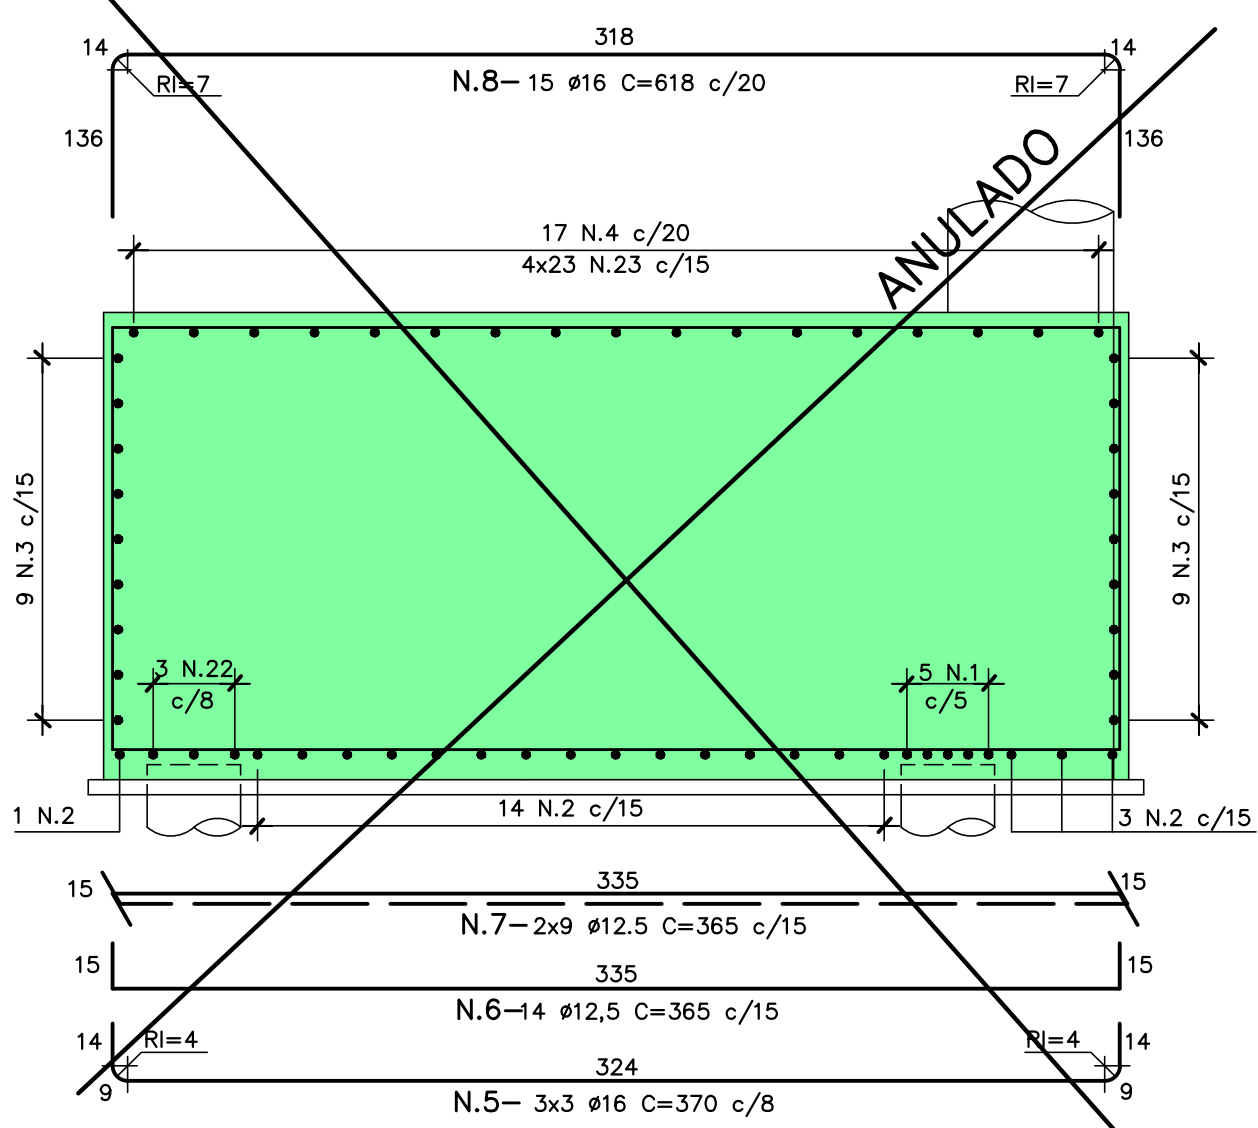 318
14
14
N.8- 15 ø16 C=618 c/20
RI=7
RI=7
136
136
ANULADO
17 N.4 c/20
4x23 N.23 c/15
9 N.3 c/15
9 N.3 c/15
3 N.22
c/8
5 N.1
c/5
1 N.2
14 N.2 c/15
3 N.2 c/15
15
335
15
N.7- 2x9 ø12.5 C=365 c/15
15
335
15
N.6-14 ø12,5 C=365 c/15
14
RI=4
RI=4
14
324
9
9
N.5- 3x3 ø16 C=370 c/8